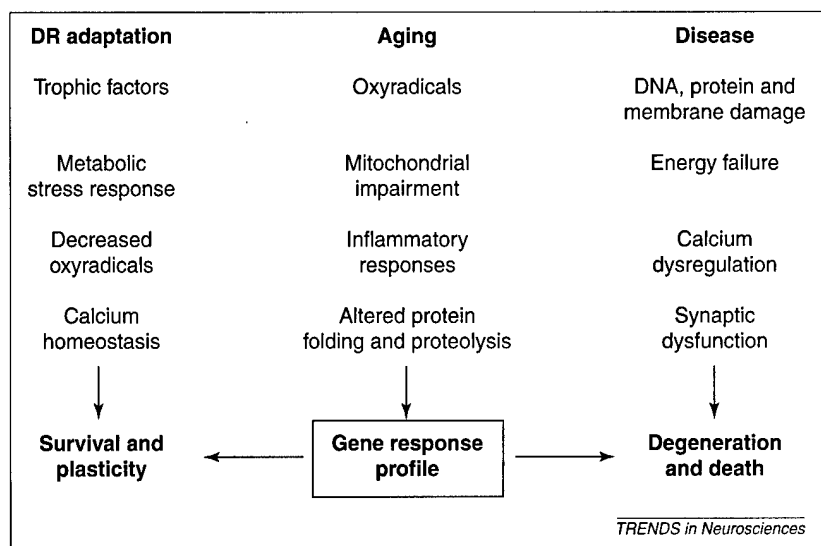 DR adaptation
Aging
Disease
Trophic factors
Oxyradicals
DNA, protein and
membrane damage
Metabolic
stress response
Mitochondrial
impairment
Energy failure
Decreased
oxyradicals
Inflammatory
responses
Calcium
dysregulation
Calcium
homeostasis
Altered protein
folding and proteolysis
Synaptic
dysfunction
Survival and
plasticity
Gene response
profile
Degeneration
and death
TRENDS in Neurosciences